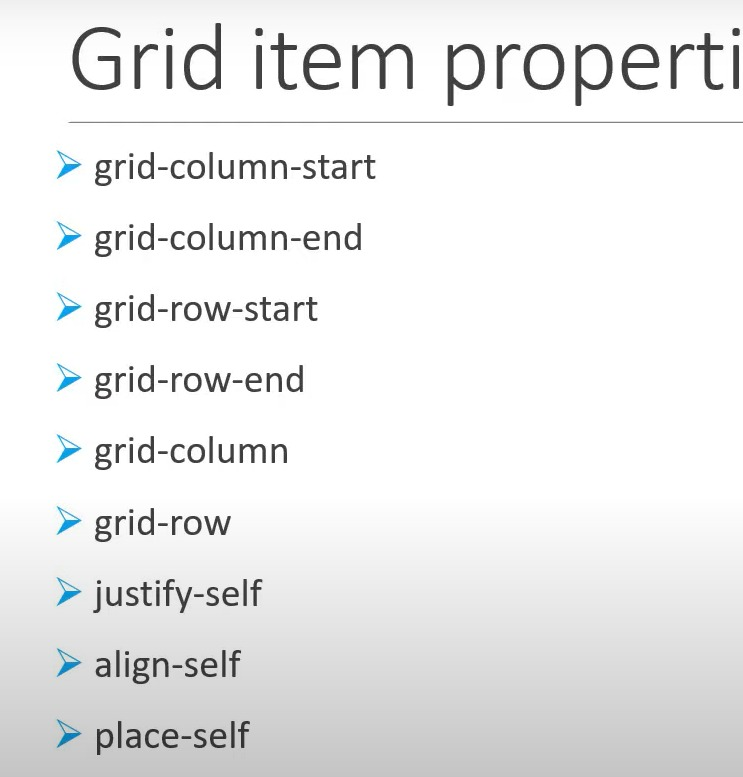 Grid item properti
grid-column-start
grid-column-end
grid-row-start
grid-row-end
grid-column
grid-row
justify-self
align-self
place-self